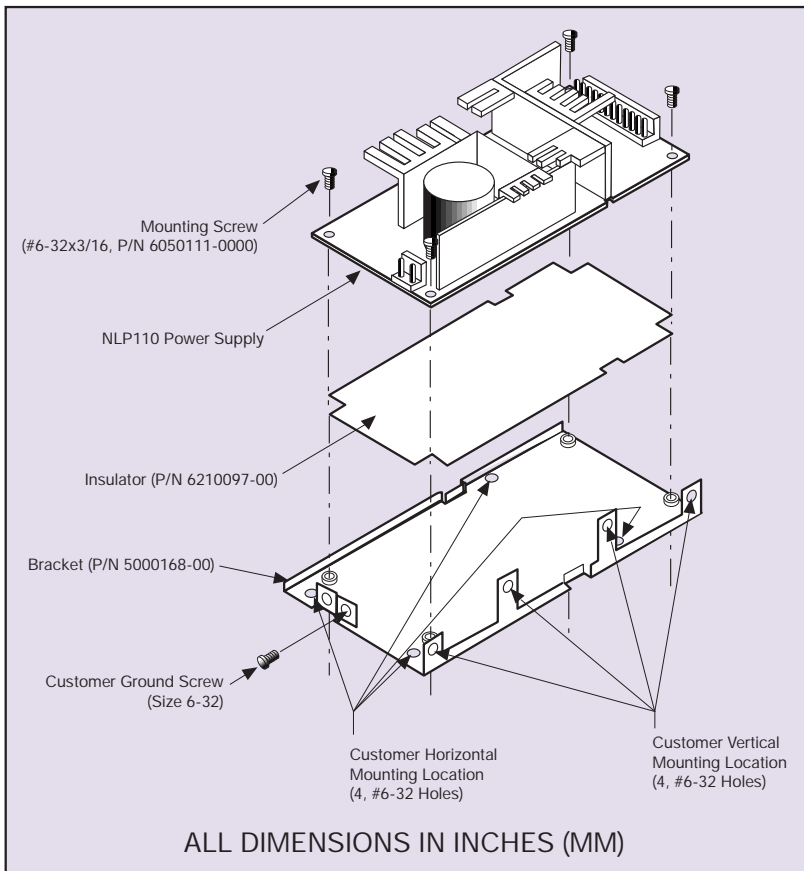 Mounting Screw
(#6-32x3/16, P/N 6050111-0000)
NLP110 Power Supply
Insulator (P/N 6210097-00)
Bracket (P/N 5000168-00)
Customer Ground Screw
(Size 6-32)
Customer Horizontal
Mounting Location
(4, #6-32 Holes)
Customer Vertical
Mounting Location
(4, #6-32 Holes)
ALL DIMENSIONS IN INCHES (MM)